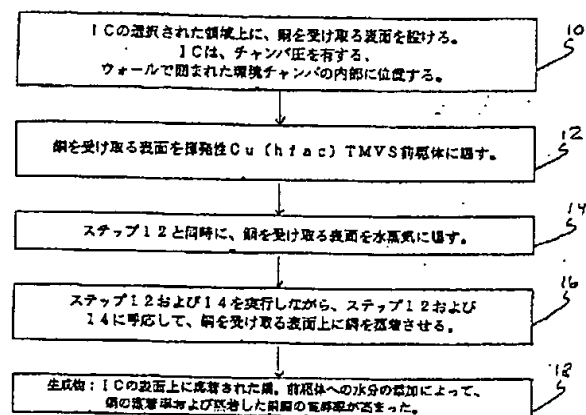 ICの選択された領域上に、銅を受け取る表面を設ける。
ICは、チャンバ圧を有する、
ウォールで囲まれた環境チャンバの内部に位置する。
10
銅を受け取る表面を揮発性Cu(hfac)TMVS前駆体に曝す。
12
ステップ12と同時に、銅を受け取る表面を水蒸気に曝す。
14
ステップ12および14を実行しながら、ステップ12および
14に呼応して、銅を受け取る表面上に銅を蒸着させる。
16
生成物:ICの表面上に蒸着された銅。前駆体への水分の添加によって、
銅の蒸着率および蒸着した銅の電導率が高まった。
18